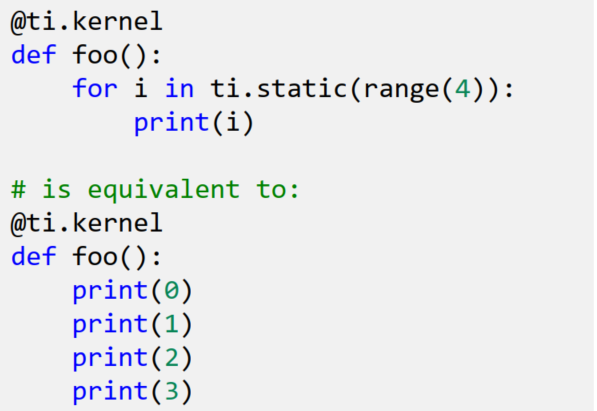 @ti.kernel
def foo():
    for i in ti.static(range(4)):
        print(i)

# is equivalent to:
@ti.kernel
def foo():
    print(0)
    print(1)
    print(2)
    print(3)